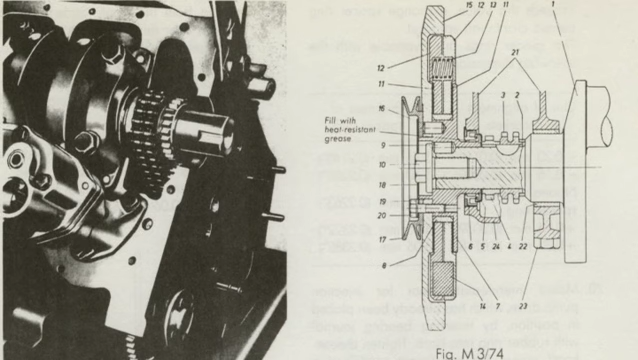 15 12 13 11 1
12
21
11
3 2
16
Fill with
heat-resistant
grease
9
10
18
19
20
17
6 5 24 4 22
8
14 7 23
Fig. M 3/74